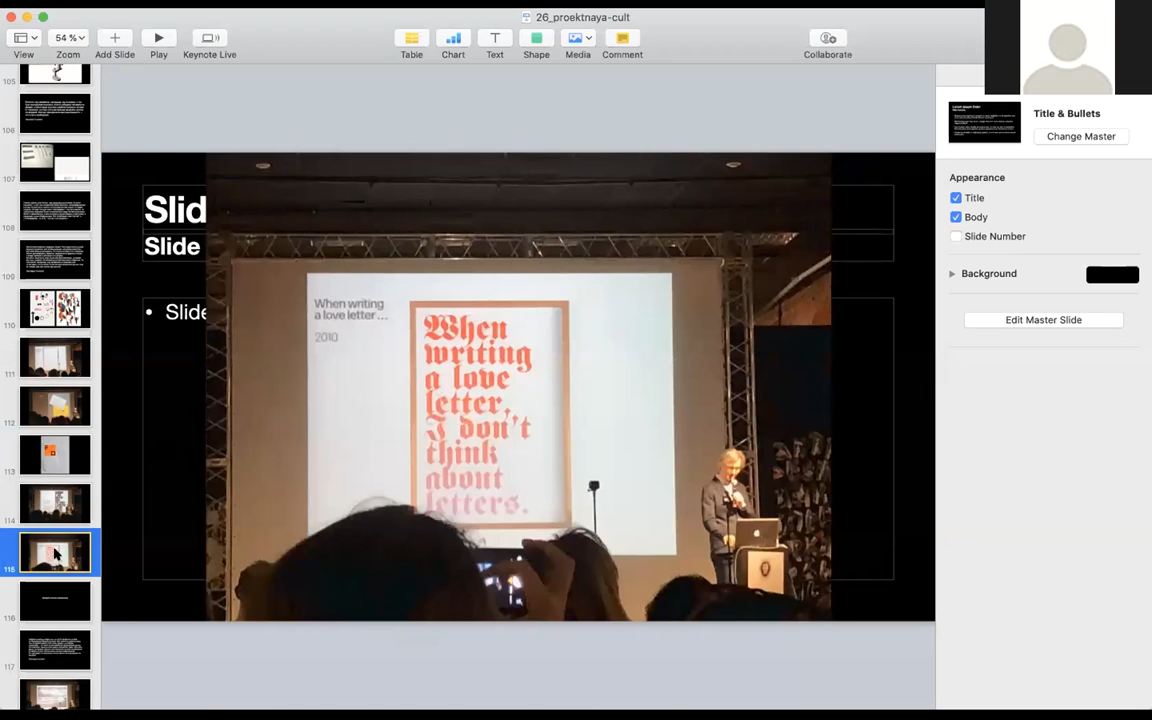 26_proektnaya-cult
54 %
View
Zoom
Add Slide
Play
Keynote Live
Table
Chart
Text
Shape
Media
Comment
Collaborate
105
106
107
108
109
110
111
112
113
114
115
116
117
Slid
Slide
• Slide
When writing
a love letter...
2010
When
writing
a love
letter,
I don't
think
about
letters.
Title & Bullets
Change Master
Appearance
Title
Body
Slide Number
Background
Edit Master Slide